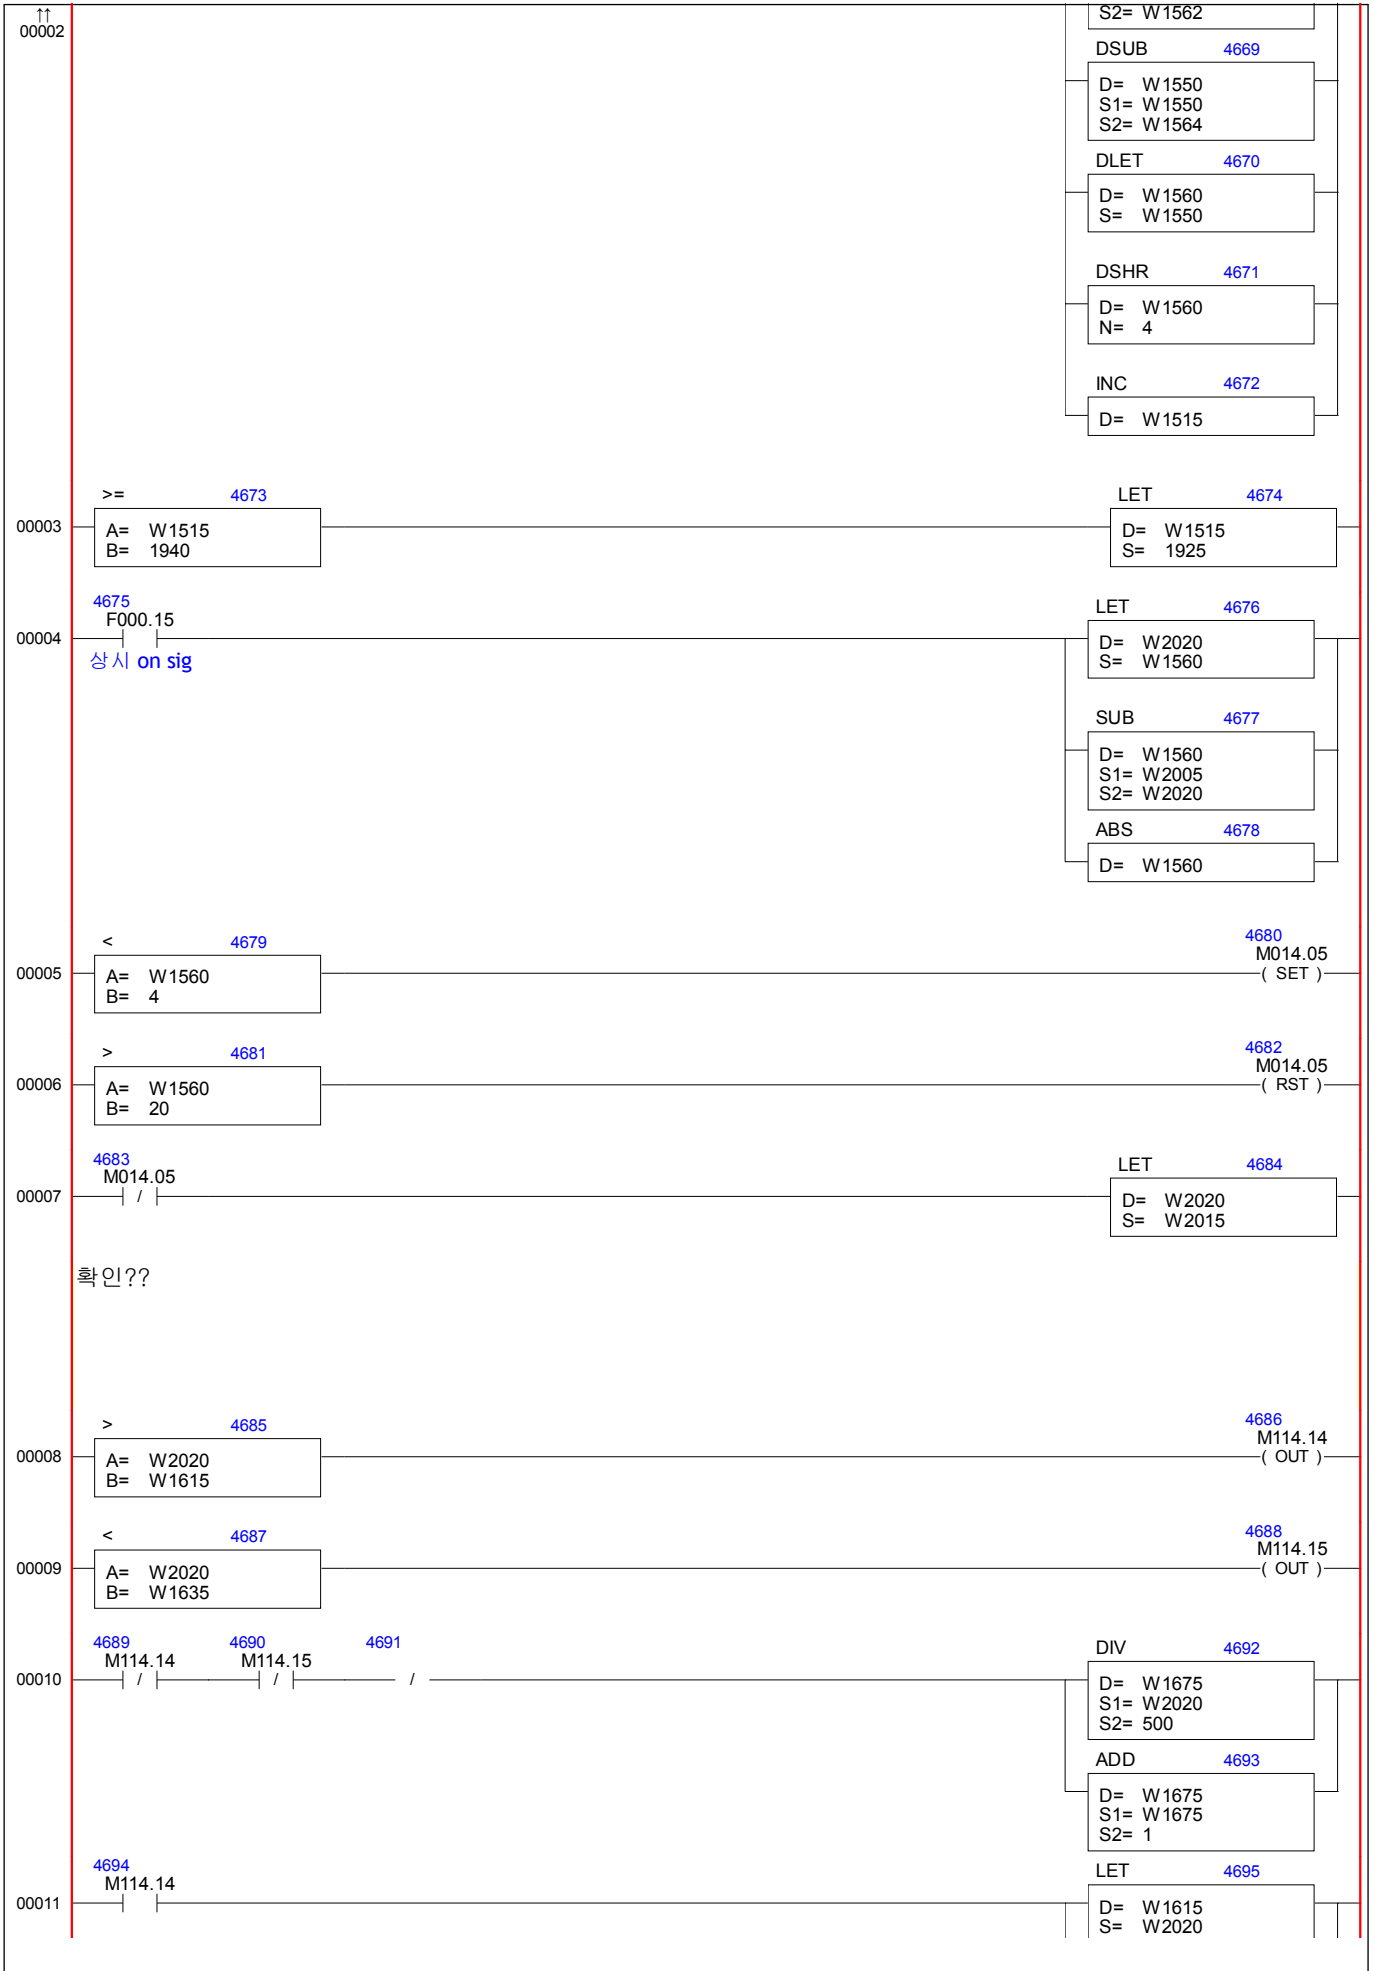 ↑↑
00002
S2= W1562
DSUB 4669
D= W1550
S1= W1550
S2= W1564
DLET 4670
D= W1560
S= W1550
DSHR 4671
D= W1560
N= 4
INC 4672
D= W1515
>= 4673
LET 4674
00003
A= W1515
B= 1940
D= W1515
S= 1925
4675
F000.15
00004
상시 on sig
LET 4676
D= W2020
S= W1560
SUB 4677
D= W1560
S1= W2005
S2= W2020
ABS 4678
D= W1560
< 4679
00005
A= W1560
B= 4
4680
M014.05
( SET )
> 4681
00006
A= W1560
B= 20
4682
M014.05
( RST )
4683
M014.05
00007
/
LET 4684
D= W2020
S= W2015
확인??
> 4685
00008
A= W2020
B= W1615
4686
M114.14
( OUT )
< 4687
00009
A= W2020
B= W1635
4688
M114.15
( OUT )
4689 4690 4691
M114.14 M114.15
00010
/ / /
DIV 4692
D= W1675
S1= W2020
S2= 500
ADD 4693
D= W1675
S1= W1675
S2= 1
4694
M114.14
00011
LET 4695
D= W1615
S= W2020